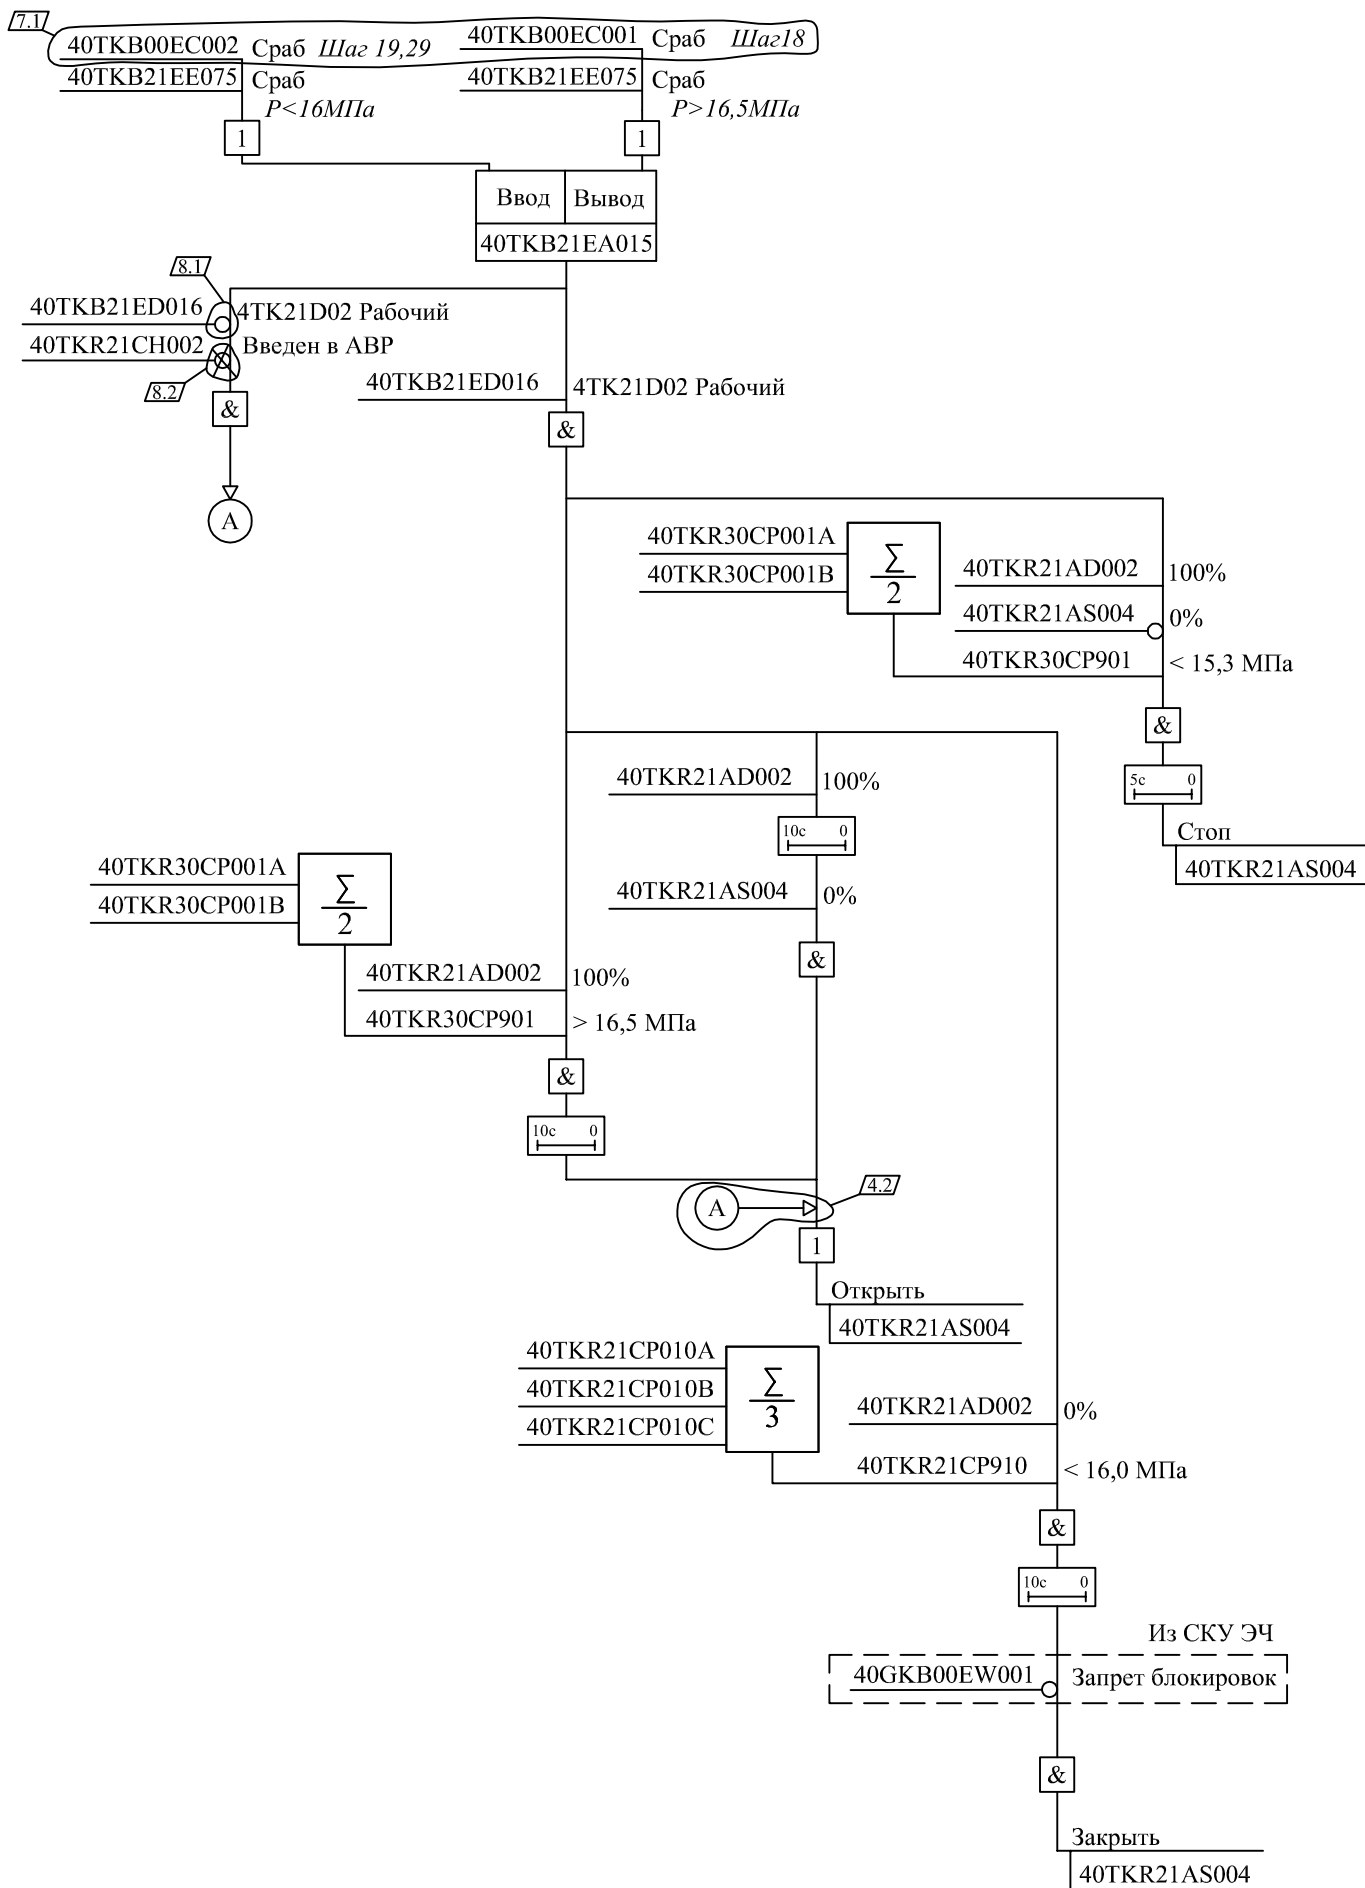 7.1
40TKB00EC002 Сраб Шаг 19,29
40TKB00EC001 Сраб Шаг18
40TKB21EE075 Сраб
P<16МПа
40TKB21EE075 Сраб
P>16,5МПа
1
1
Ввод Вывод
40TKB21EA015
8.1
40TKB21ED016 4TK21D02 Рабочий
40TKR21CH002 Введен в АВР
8.2
&
A
40TKB21ED016 4TK21D02 Рабочий
&
40TKR30CP001A
40TKR30CP001B
Σ
2
40TKR21AD002 100%
40TKR21AS004 0%
40TKR30CP901 < 15,3 МПа
&
5с 0
Стоп
40TKR21AS004
40TKR21AD002 100%
10с 0
40TKR21AS004 0%
&
40TKR30CP001A
40TKR30CP001B
Σ
2
40TKR21AD002 100%
40TKR30CP901 > 16,5 МПа
&
10с 0
A
4.2
1
Открыть
40TKR21AS004
40TKR21CP010A
40TKR21CP010B
40TKR21CP010C
Σ
3
40TKR21AD002 0%
40TKR21CP910 < 16,0 МПа
&
10с 0
Из СКУ ЭЧ
40GKB00EW001 Запрет блокировок
&
Закрыть
40TKR21AS004